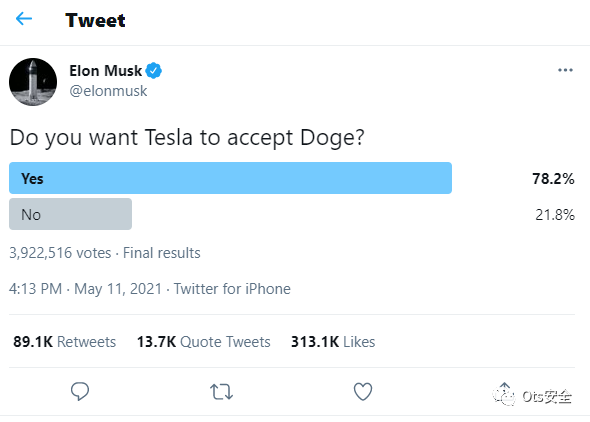 Tweet
Elon Musk
@elonmusk
Do you want Tesla to accept Doge?
Yes 78.2%
No 21.8%
3,922,516 votes · Final results
4:13 PM · May 11, 2021 · Twitter for iPhone
89.1K Retweets 13.7K Quote Tweets 313.1K Likes
Ots安全